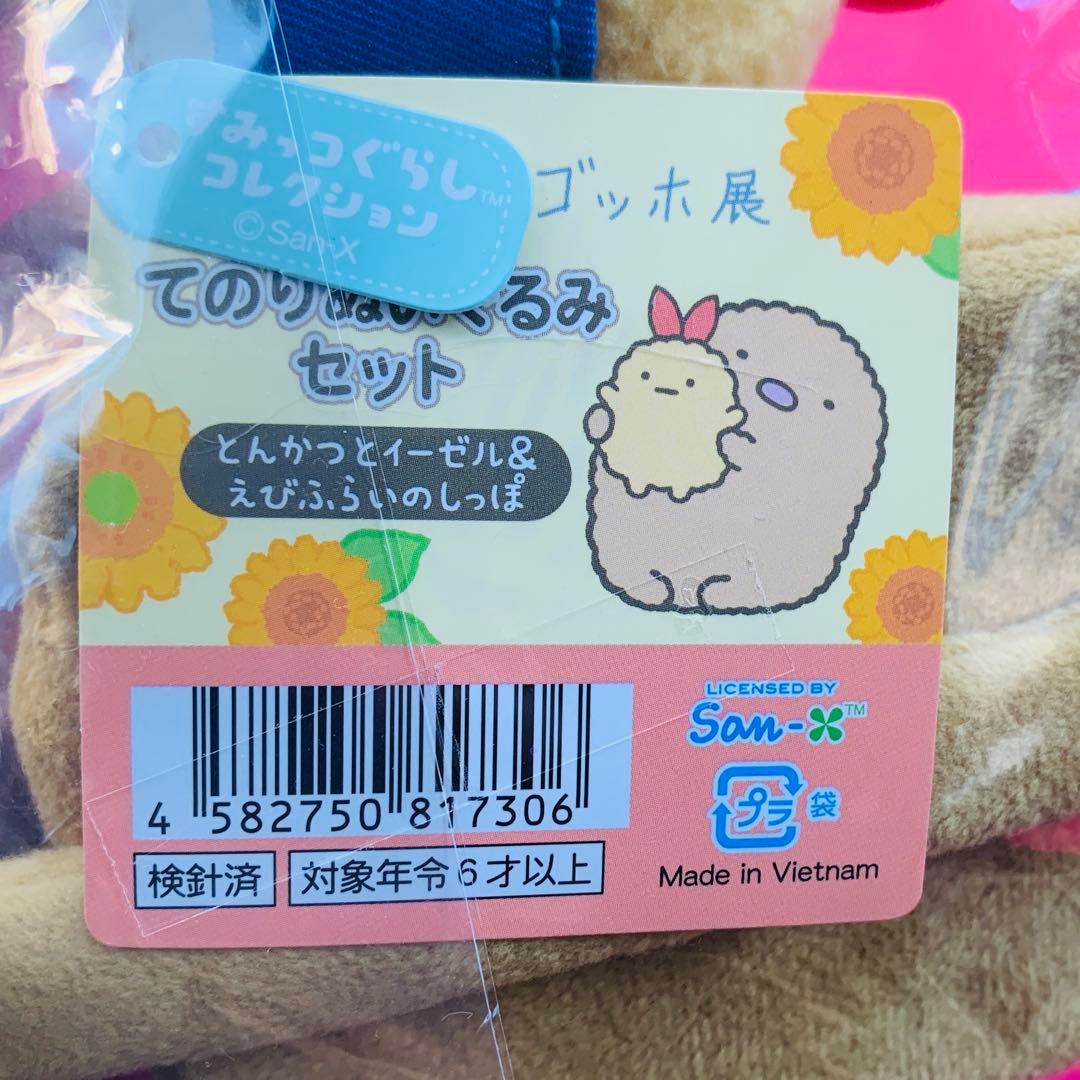 みっコぐらし™
コレクション
©San-X
ゴッホ展
てのりぬいぐるみ
セット
とんかつとイーゼル&
えびふらいのしっぽ
LICENSED BY
San-X™
プラ 袋
4 582750 817306
検針済
対象年令6才以上
Made in Vietnam